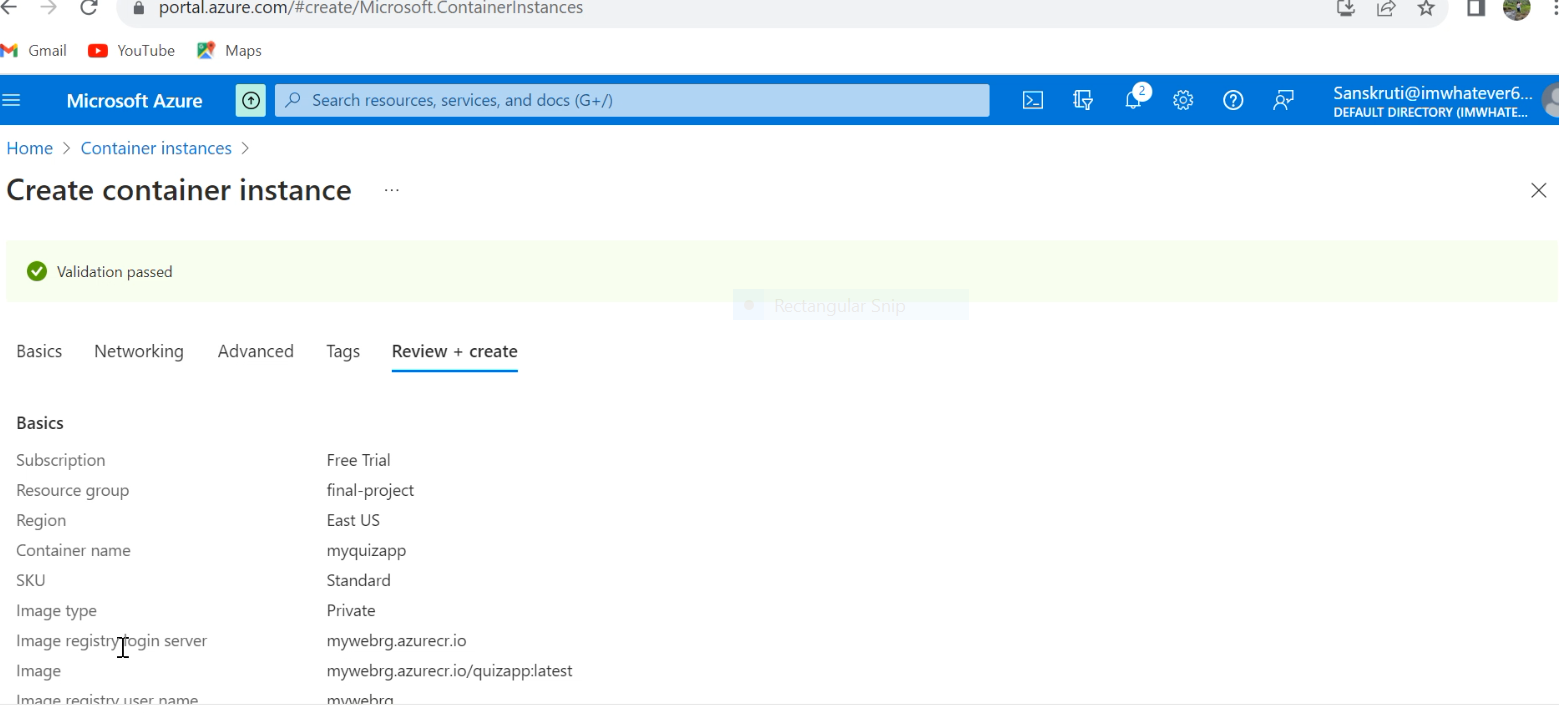 portal.azure.com/#create/Microsoft.ContainerInstances
Gmail YouTube Maps
Microsoft Azure Search resources, services, and docs (G+/) 2 Sanskruti@imwhatever6...
DEFAULT DIRECTORY (IMWHATE...
Home > Container instances >
Create container instance ...
Validation passed
Rectangular Snip
Basics Networking Advanced Tags Review + create
Basics
Subscription Free Trial
Resource group final-project
Region East US
Container name myquizapp
SKU Standard
Image type Private
Image registry login server mywebrg.azurecr.io
Image mywebrg.azurecr.io/quizapp:latest
Image registry user name mywebrg